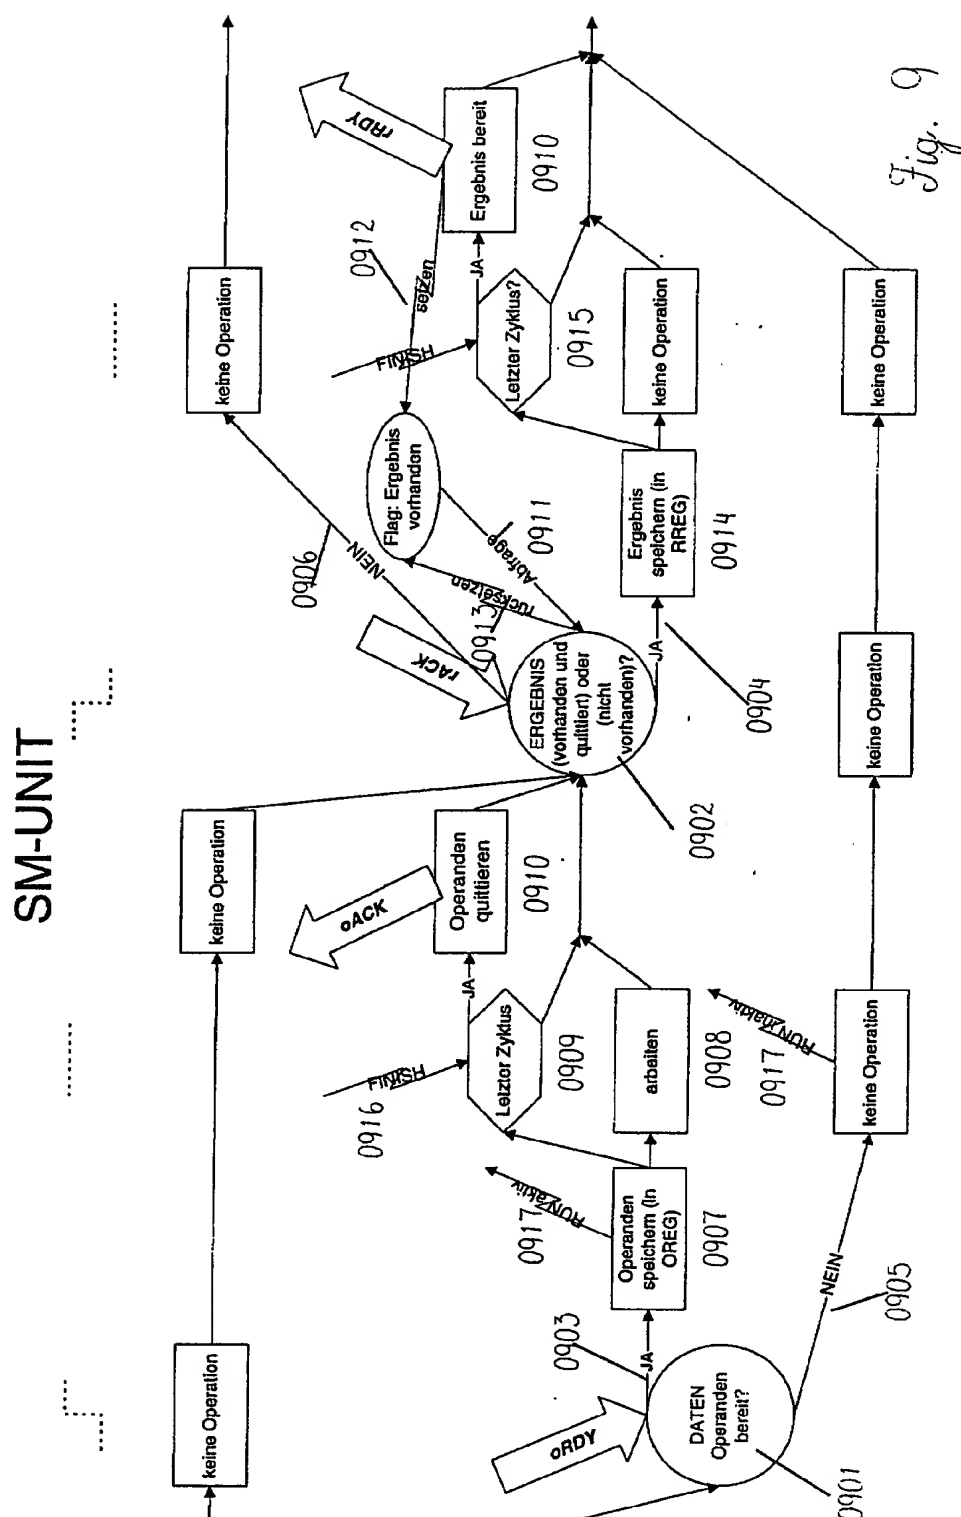 SM-UNIT
keine Operation
keine Operation
keine Operation
oACK
rACK
rRDY
0916
FINISH
Letzter Zyklus
0909
JA
Operanden
quittieren
0910
0906
NEIN
0913
rücksetzen
Abfrage
0911
Flag: Ergebnis
vorhanden
0912
setzen
FINISH
Letzter Zyklus?
0915
JA
Ergebnis bereit
0910
oRDY
DATEN
Operanden
bereit?
0901
0903
JA
Operanden
speichern (in
OREG)
0907
0917
RUN aktiv
arbeiten
0908
ERGEBNIS
(vorhanden und
quittiert) oder
(nicht
vorhanden)?
0902
JA
0904
Ergebnis
speichern (in
RREG)
0914
keine Operation
NEIN
0905
keine Operation
0917
RUN inaktiv
keine Operation
keine Operation
Fig. 9